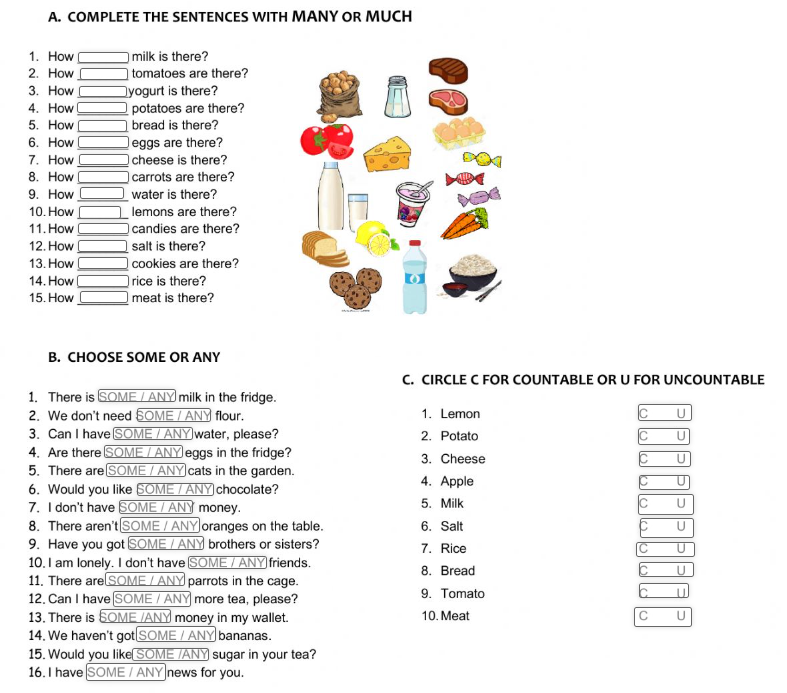 A. COMPLETE THE SENTENCES WITH MANY OR MUCH
1. How milk is there?
2. How tomatoes are there?
3. How yogurt is there?
4. How potatoes are there?
5. How bread is there?
6. How eggs are there?
7. How cheese is there?
8. How carrots are there?
9. How water is there?
10. How lemons are there?
11. How candies are there?
12. How salt is there?
13. How cookies are there?
14. How rice is there?
15. How meat is there?
B. CHOOSE SOME OR ANY
1. There is SOME / ANY milk in the fridge.
2. We don't need SOME / ANY flour.
3. Can I have SOME / ANY water, please?
4. Are there SOME / ANY eggs in the fridge?
5. There are SOME / ANY cats in the garden.
6. Would you like SOME / ANY chocolate?
7. I don't have SOME / ANY money.
8. There aren't SOME / ANY oranges on the table.
9. Have you got SOME / ANY brothers or sisters?
10. I am lonely. I don't have SOME / ANY friends.
11. There are SOME / ANY parrots in the cage.
12. Can I have SOME / ANY more tea, please?
13. There is SOME /ANY money in my wallet.
14. We haven't got SOME / ANY bananas.
15. Would you like SOME /ANY sugar in your tea?
16. I have SOME / ANY news for you.
C. CIRCLE C FOR COUNTABLE OR U FOR UNCOUNTABLE
1. Lemon C U
2. Potato C U
3. Cheese C U
4. Apple C U
5. Milk C U
6. Salt C U
7. Rice C U
8. Bread C U
9. Tomato C U
10. Meat C U